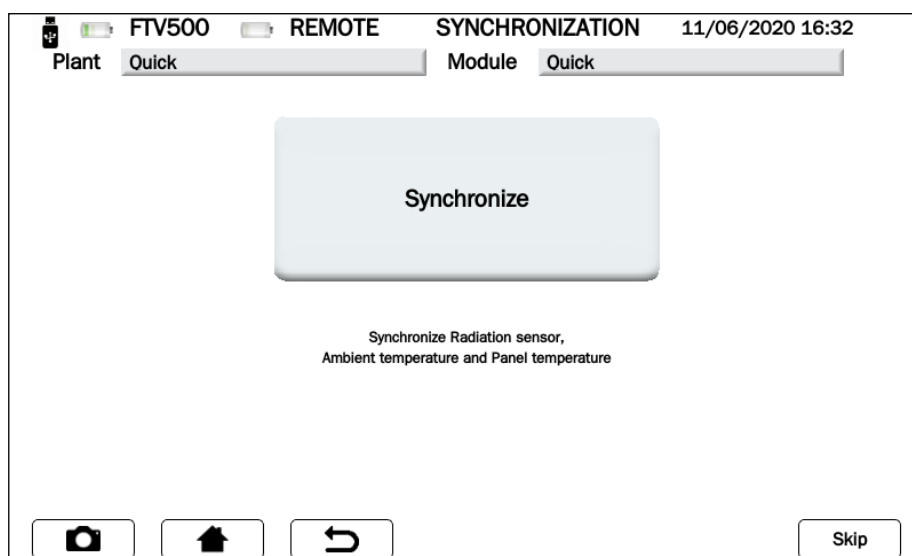 FTV500 REMOTE SYNCHRONIZATION 11/06/2020 16:32
Plant Quick Module Quick
Synchronize
Synchronize Radiation sensor,
Ambient temperature and Panel temperature
Skip